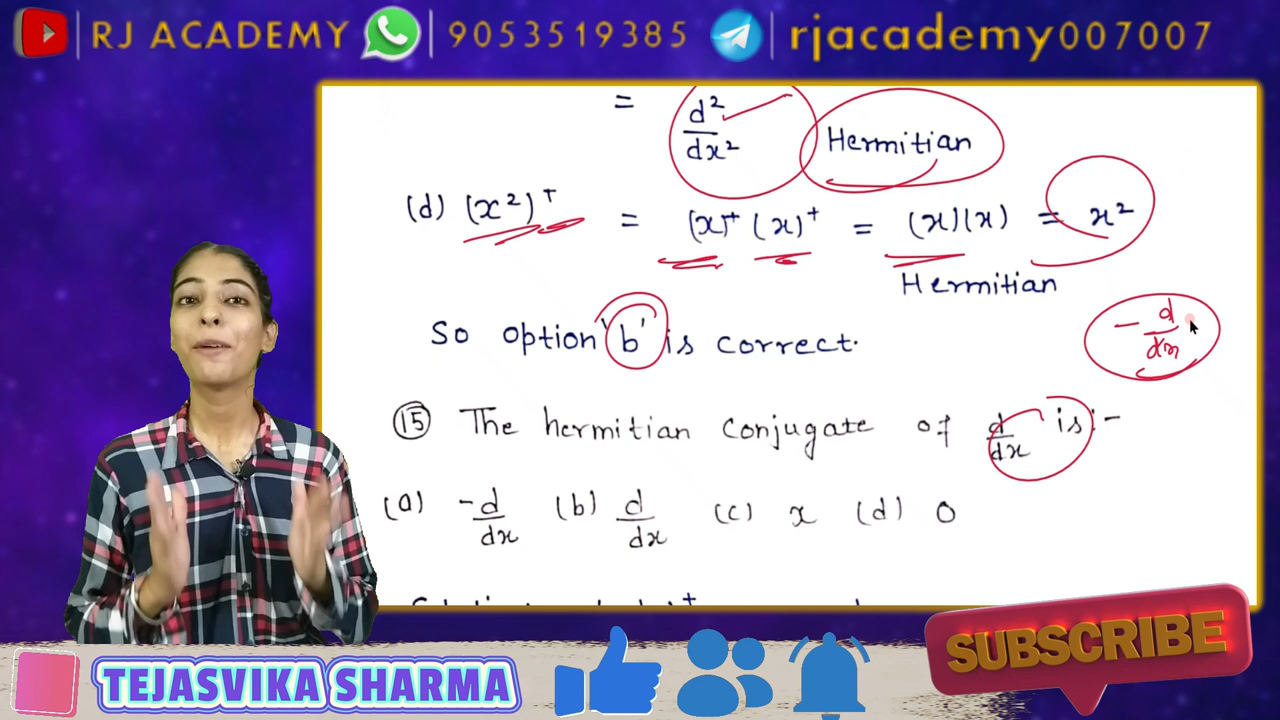 RJ ACADEMY | 9053519385 | rjacademy007007
= d²/dx² Hermitian
(d) (x²)† = (x)† (x)† = (x)(x) = x²
Hermitian
So option 'b' is correct.
- d/dx
(15) The hermitian conjugate of d/dx is :-
(a) -d/dx (b) d/dx (c) x (d) 0
TEJASVIKA SHARMA
SUBSCRIBE